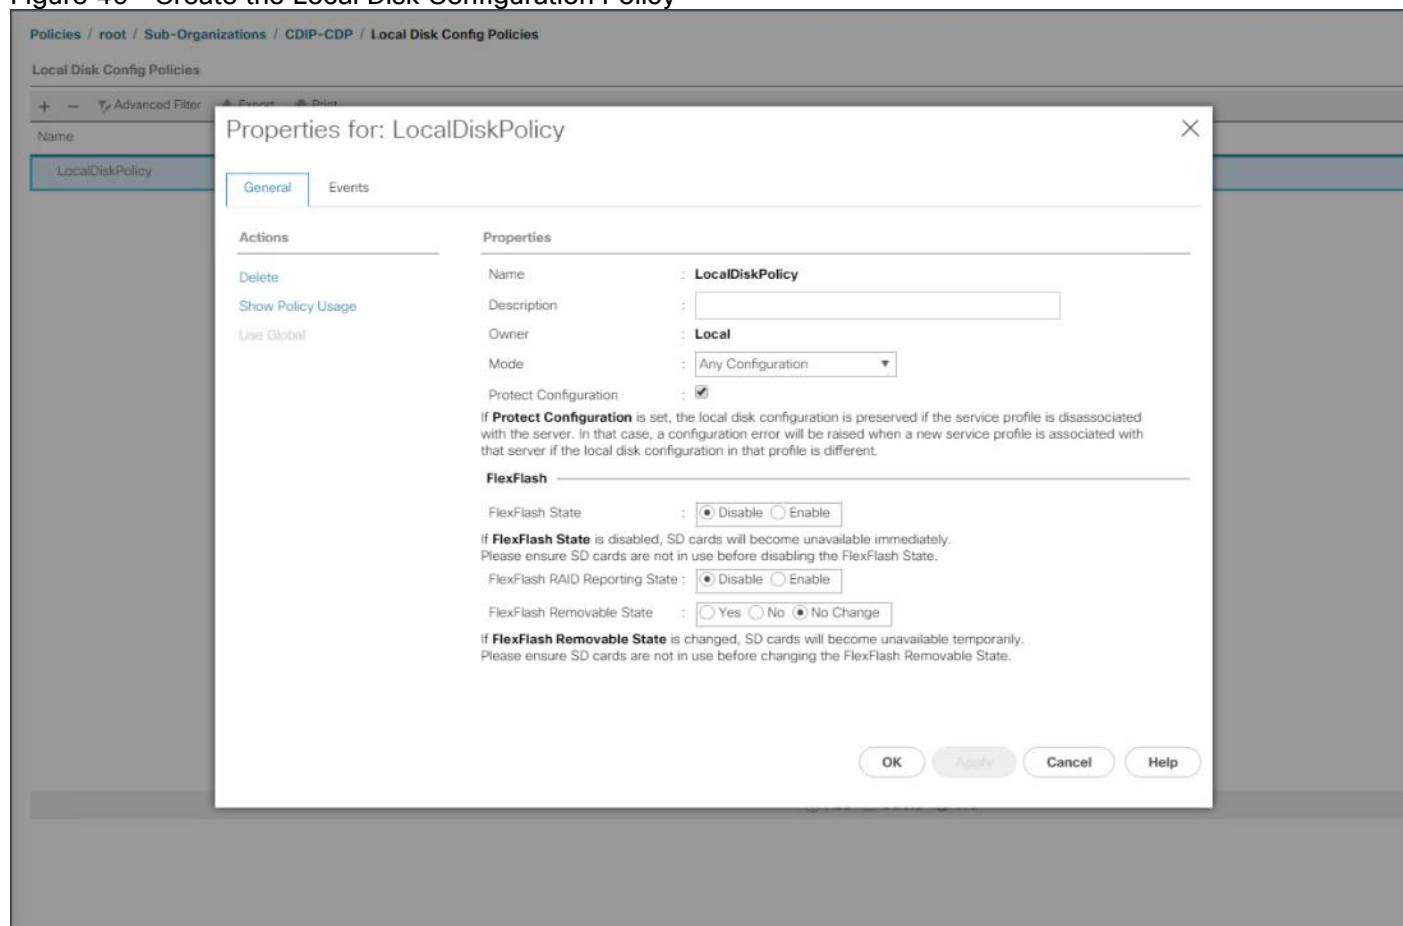 Create the Local Disk Configuration Policy
Policies / root / Sub-Organizations / CDIP-CDP / Local Disk Config Policies
Local Disk Config Policies
+ − Advanced Filter Export Print
Name
LocalDiskPolicy
Properties for: LocalDiskPolicy
General Events
Actions
Delete
Show Policy Usage
Use Global
Properties
Name : LocalDiskPolicy
Description :
Owner : Local
Mode : Any Configuration
Protect Configuration :
If Protect Configuration is set, the local disk configuration is preserved if the service profile is disassociated
with the server. In that case, a configuration error will be raised when a new service profile is associated with
that server if the local disk configuration in that profile is different.
FlexFlash
FlexFlash State : Disable Enable
If FlexFlash State is disabled, SD cards will become unavailable immediately.
Please ensure SD cards are not in use before disabling the FlexFlash State.
FlexFlash RAID Reporting State : Disable Enable
FlexFlash Removable State : Yes No No Change
If FlexFlash Removable State is changed, SD cards will become unavailable temporarily.
Please ensure SD cards are not in use before changing the FlexFlash Removable State.
OK Apply Cancel Help